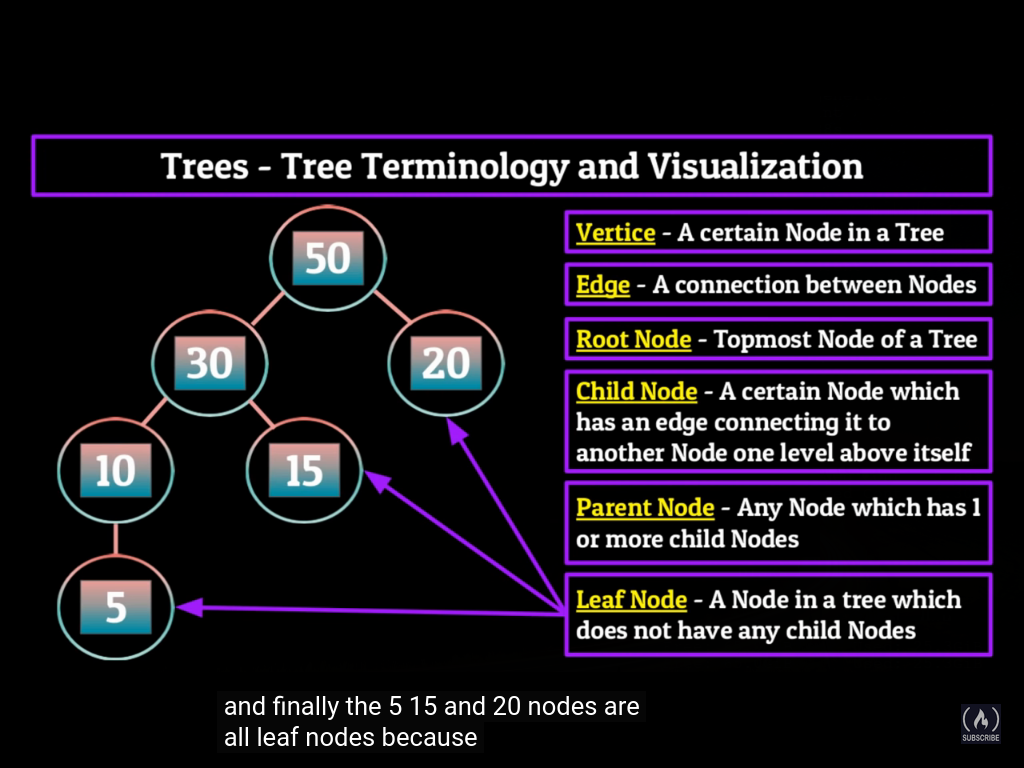 Trees - Tree Terminology and Visualization
50
30
20
10
15
5
Vertice - A certain Node in a Tree
Edge - A connection between Nodes
Root Node - Topmost Node of a Tree
Child Node - A certain Node which
has an edge connecting it to
another Node one level above itself
Parent Node - Any Node which has 1
or more child Nodes
Leaf Node - A Node in a tree which
does not have any child Nodes
and finally the 5 15 and 20 nodes are
all leaf nodes because
SUBSCRIBE